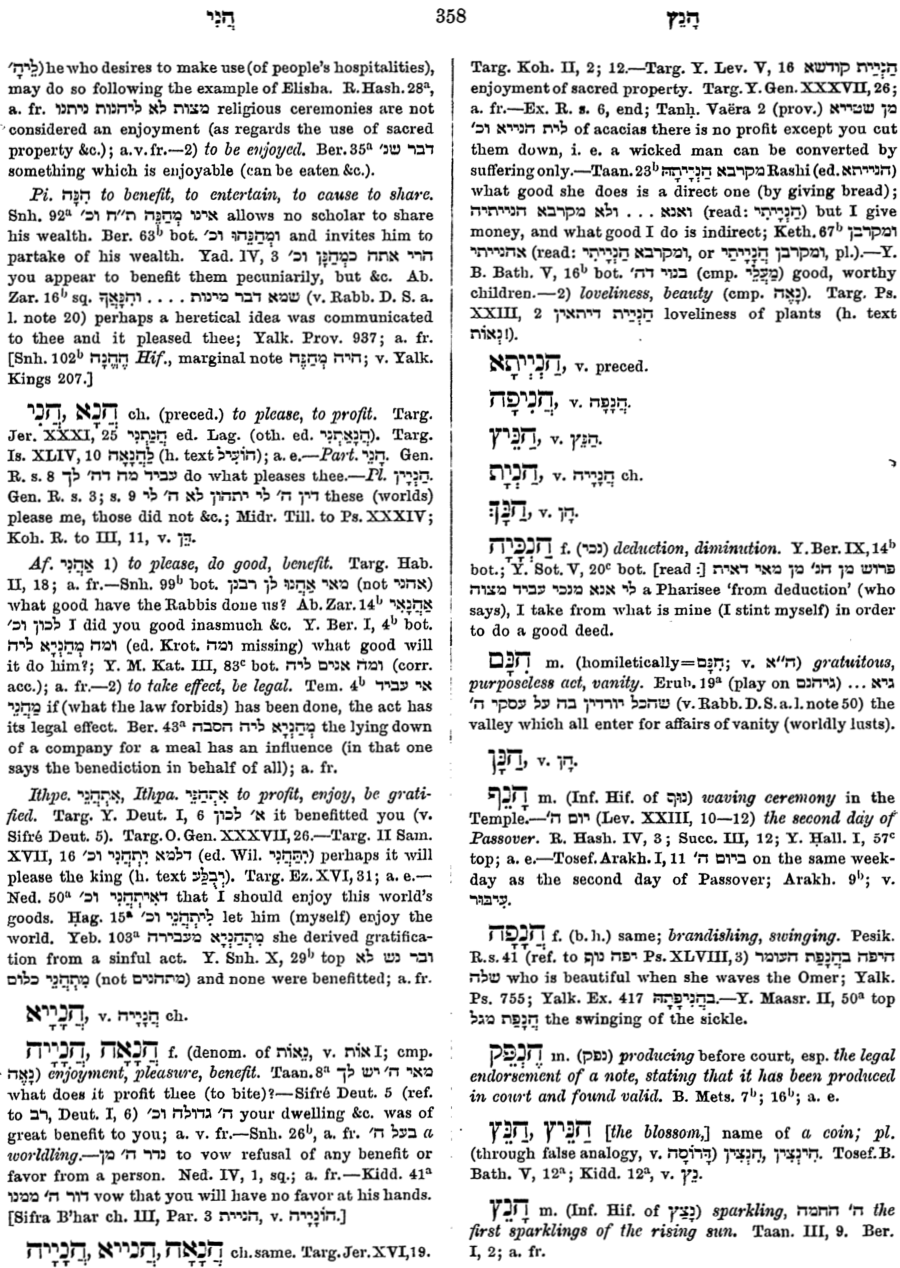 הֲנִי
358
הָנֵץ
לֵיהָ׳) he who desires to make use (of people's hospitalities),
may do so following the example of Elisha. R.Hash. 28ᵃ,
a. fr. מצות לא ליהנות ניתנו religious ceremonies are not
considered an enjoyment (as regards the use of sacred
property &c.); a.v.fr.—2) to be enjoyed. Ber. 35ᵃ דבר שנ׳
something which is enjoyable (can be eaten &c.).
Pi. הִנָּה to benefit, to entertain, to cause to share.
Snh. 92ᵃ אינו מְהַנֶּה ת״ח וכ׳ allows no scholar to share
his wealth. Ber. 63ᵇ bot. וּמְהַנֵּהוּ וכ׳ and invites him to
partake of his wealth. Yad. IV, 3 הרי אתה כמְהַנָּן וכ׳
you appear to benefit them pecuniarily, but &c. Ab.
Zar. 16ᵇ sq. שמא דבר מינות .... וְהִנָּאֲךָ (v. Rabb. D. S. a.
l. note 20) perhaps a heretical idea was communicated
to thee and it pleased thee; Yalk. Prov. 937; a. fr.
[Snh. 102ᵇ הֶהֱנָה Hif., marginal note היה מְהַנֶּה; v. Yalk.
Kings 207.]
הֲנָא, הֲנִי ch. (preced.) to please, to profit. Targ.
Jer. XXXI, 25 הֲנַתְנִי ed. Lag. (oth. ed. הֲנָאַתְנִי). Targ.
Is. XLIV, 10 לַהֲנָאָה (h. text הוֹעִיל); a. e.—Part. הָנֵי. Gen.
R. s. 8 עביד מה דה׳ לך do what pleases thee.—Pl. הַנְיָין.
Gen. R. s. 3; s. 9 דין ה׳ לי יתהון לא ה׳ לי these (worlds)
please me, those did not &c.; Midr. Till. to Ps. XXXIV;
Koh. R. to III, 11, v. הֵן.
Af. אַהֲנֵי 1) to please, do good, benefit. Targ. Hab.
II, 18; a. fr.—Snh. 99ᵇ bot. מאי אַהֲנוּ לן רבנן (not אהני)
what good have the Rabbis done us? Ab. Zar. 14ᵇ אַהֲנַאִי
לכון וכ׳ I did you good inasmuch &c. Y. Ber. I, 4ᵇ bot.
ומה מַהֲנְיָא ליה (ed. Krot. ומה missing) what good will
it do him?; Y. M. Kat. III, 83ᶜ bot. ומה אנים ליה (corr.
acc.); a. fr.—2) to take effect, be legal. Tem. 4ᵇ אי עביד
מַהֲנֵי if (what the law forbids) has been done, the act has
its legal effect. Ber. 43ᵃ מַהַנְיָא ליה הסבה the lying down
of a company for a meal has an influence (in that one
says the benediction in behalf of all); a. fr.
Ithpe. אִתְהֲנֵי, Ithpa. אִתְהַנֵּי to profit, enjoy, be grati-
fied. Targ. Y. Deut. I, 6 א׳ לכון it benefitted you (v.
Sifré Deut. 5). Targ. O. Gen. XXXVII, 26.—Targ. II Sam.
XVII, 16 דלמא יִתְהֲנֵי וכ׳ (ed. Wil. יִתְהַנֵּי) perhaps it will
please the king (h. text יְבֻלַּע). Targ. Ez. XVI, 31; a. e.—
Ned. 50ᵃ דאיתְהֲנֵי וכ׳ that I should enjoy this world's
goods. Ḥag. 15ᵃ לִיתְהֲנֵי וכ׳ let him (myself) enjoy the
world. Yeb. 103ᵃ מִתְהַנְיָא מעבירה she derived gratifica-
tion from a sinful act. Y. Snh. X, 29ᵇ top ובר נש לא
מִתְהֲנֵי כלום (not מתהנים) and none were benefitted; a. fr.
הֲנָיָיא, v. הֲנָיָיה ch.
הֲנָאָה, הֲנָיָיה f. (denom. of נָאוֹת, v. אוֹת I; cmp.
נָאֶה) enjoyment, pleasure, benefit. Taan. 8ᵃ מאי ה׳ יש לך
what does it profit thee (to bite)?—Sifré Deut. 5 (ref.
to רב, Deut. I, 6) ה׳ גדולה וכ׳ your dwelling &c. was of
great benefit to you; a. v. fr.—Snh. 26ᵇ, a. fr. בעל ה׳ a
worldling.—נדר ה׳ מן to vow refusal of any benefit or
favor from a person. Ned. IV, 1, sq.; a. fr.—Kidd. 41ᵃ
דור ה׳ ממנו vow that you will have no favor at his hands.
[Sifra B'har ch. III, Par. 3 הניית, v. הוֹנָיָיה.]
הֲנָאָה, הֲנִייא, הֲנָיָיה ch. same. Targ. Jer. XVI, 19.
Targ. Koh. II, 2; 12.—Targ. Y. Lev. V, 16 הַנְיַית קודשא
enjoyment of sacred property. Targ. Y. Gen. XXXVII, 26;
a. fr.—Ex. R. s. 6, end; Tanḥ. Vaëra 2 (prov.) מן שטייא
לית הנייא וכ׳ of acacias there is no profit except you cut
them down, i. e. a wicked man can be converted by
suffering only.—Taan. 23ᵇ מקרבא הֲנָיָיתָהּ Rashi (ed. הנייתא)
what good she does is a direct one (by giving bread);
ואנא ... ולא מקרבא הנייתיה (read: הֲנָיָיתִי) but I give
money, and what good I do is indirect; Keth. 67ᵇ ומקרבן
אהנייתי (read: ומקרבא הֲנָיָיתִי, or ומקרבן הֲנָיָיתִי, pl.).—Y.
B. Bath. V, 16ᵇ bot. בנוי דה׳ (cmp. מְעַלֵּי) good, worthy
children.—2) loveliness, beauty (cmp. נָאֶה). Targ. Ps.
XXIII, 2 הַנְיַית דיתאין loveliness of plants (h. text
נְאוֹת!).
הַנְיְיתָא, v. preced.
הֲנִיפָה, v. הֲנָפָה.
הַנֵּיץ, v. הַנֵּץ.
הַנְיָת, v. הֲנָיָיה ch.
הַנָּךְ, v. הָן.
הַנְכָּיָה f. (נכי) deduction, diminution. Y. Ber. IX, 14ᵇ
bot.; Y. Sot. V, 20ᶜ bot. [read:] פרוש מן הנ׳ מן מאי דאית
לי אנא מנכי עביד מצוה a Pharisee 'from deduction' (who
says), I take from what is mine (I stint myself) in order
to do a good deed.
הִנָּם m. (homiletically=חִנָּם; v. ה״א) gratuitous,
purposeless act, vanity. Erub. 19ᵃ (play on גיהנם) ... גיא
שהכל יורדין בה על עסקי ה׳ (v. Rabb. D. S. a. l. note 50) the
valley which all enter for affairs of vanity (worldly lusts).
הַנָּן, v. הָן.
הָנֵף m. (Inf. Hif. of נוּף) waving ceremony in the
Temple.—יום ה׳ (Lev. XXIII, 10—12) the second day of
Passover. R. Hash. IV, 3; Succ. III, 12; Y. Ḥall. I, 57ᶜ
top; a. e.—Tosef. Arakh. I, 11 ביום ה׳ on the same week-
day as the second day of Passover; Arakh. 9ᵇ; v.
עִיבּוּר.
הֲנָפָה f. (b. h.) same; brandishing, swinging. Pesik.
R. s. 41 (ref. to יפה נוף Ps. XLVIII, 3) היפה בהֲנָפַת העומר
שלה who is beautiful when she waves the Omer; Yalk.
Ps. 755; Yalk. Ex. 417 בהֲנִיפָתָהּ.—Y. Maasr. II, 50ᵃ top
הֲנָפַת מגל the swinging of the sickle.
הֶנְפֵּק m. (נפק) producing before court, esp. the legal
endorsement of a note, stating that it has been produced
in court and found valid. B. Mets. 7ᵇ; 16ᵇ; a. e.
הַנֵּיץ, הַנֵּץ [the blossom,] name of a coin; pl.
(through false analogy, v. דָּרוֹסָה) הֵינִצִין, הֵנִצִין. Tosef. B.
Bath. V, 12ᵃ; Kidd. 12ᵃ, v. נֵץ.
הָנֵץ m. (Inf. Hif. of נָצַץ) sparkling, ה׳ החמה the
first sparklings of the rising sun. Taan. III, 9. Ber.
I, 2; a. fr.